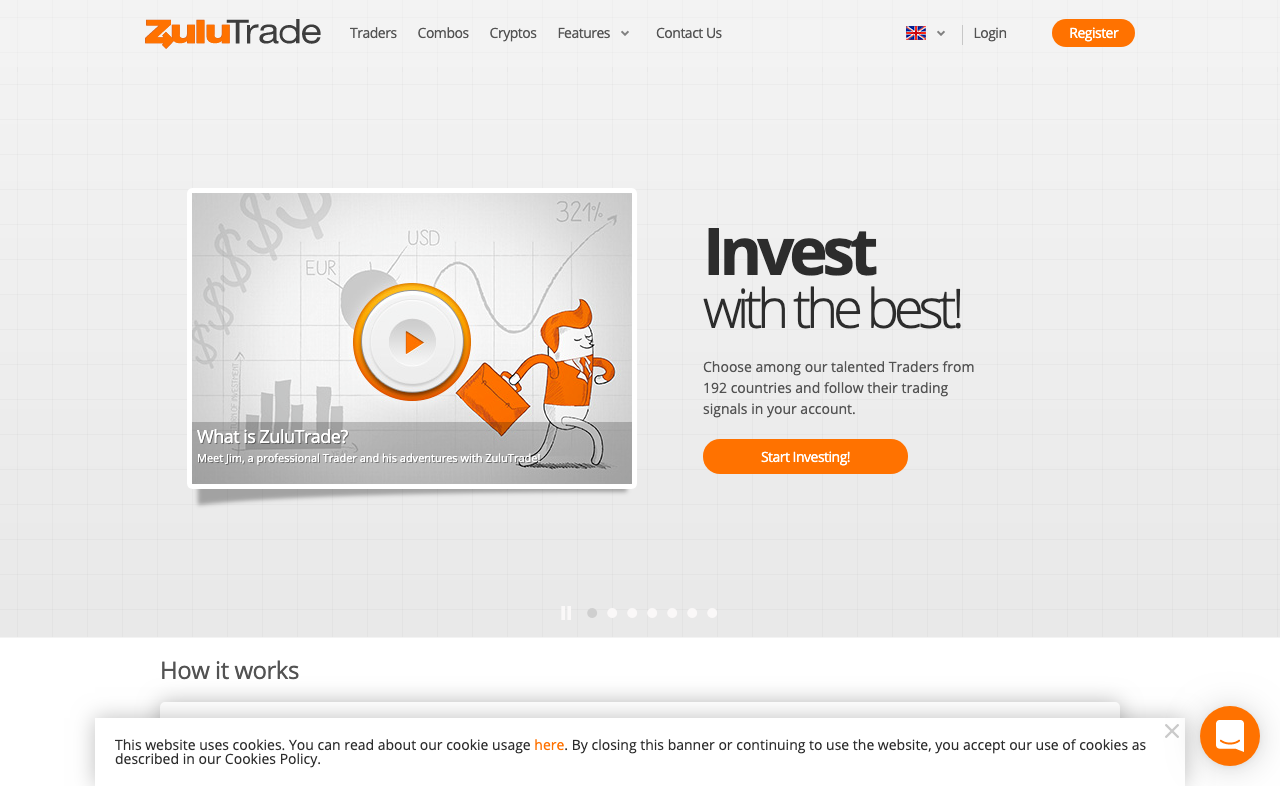 ZuluTrade
Traders
Combos
Cryptos
Features
Contact Us
Login
Register
321%
USD
EUR
What is ZuluTrade?
Meet Jim, a professional Trader and his adventures with ZuluTrade!
Invest
with the best!
Choose among our talented Traders from
192 countries and follow their trading
signals in your account.
Start Investing!
How it works
This website uses cookies. You can read about our cookie usage here. By closing this banner or continuing to use the website, you accept our use of cookies as
described in our Cookies Policy.